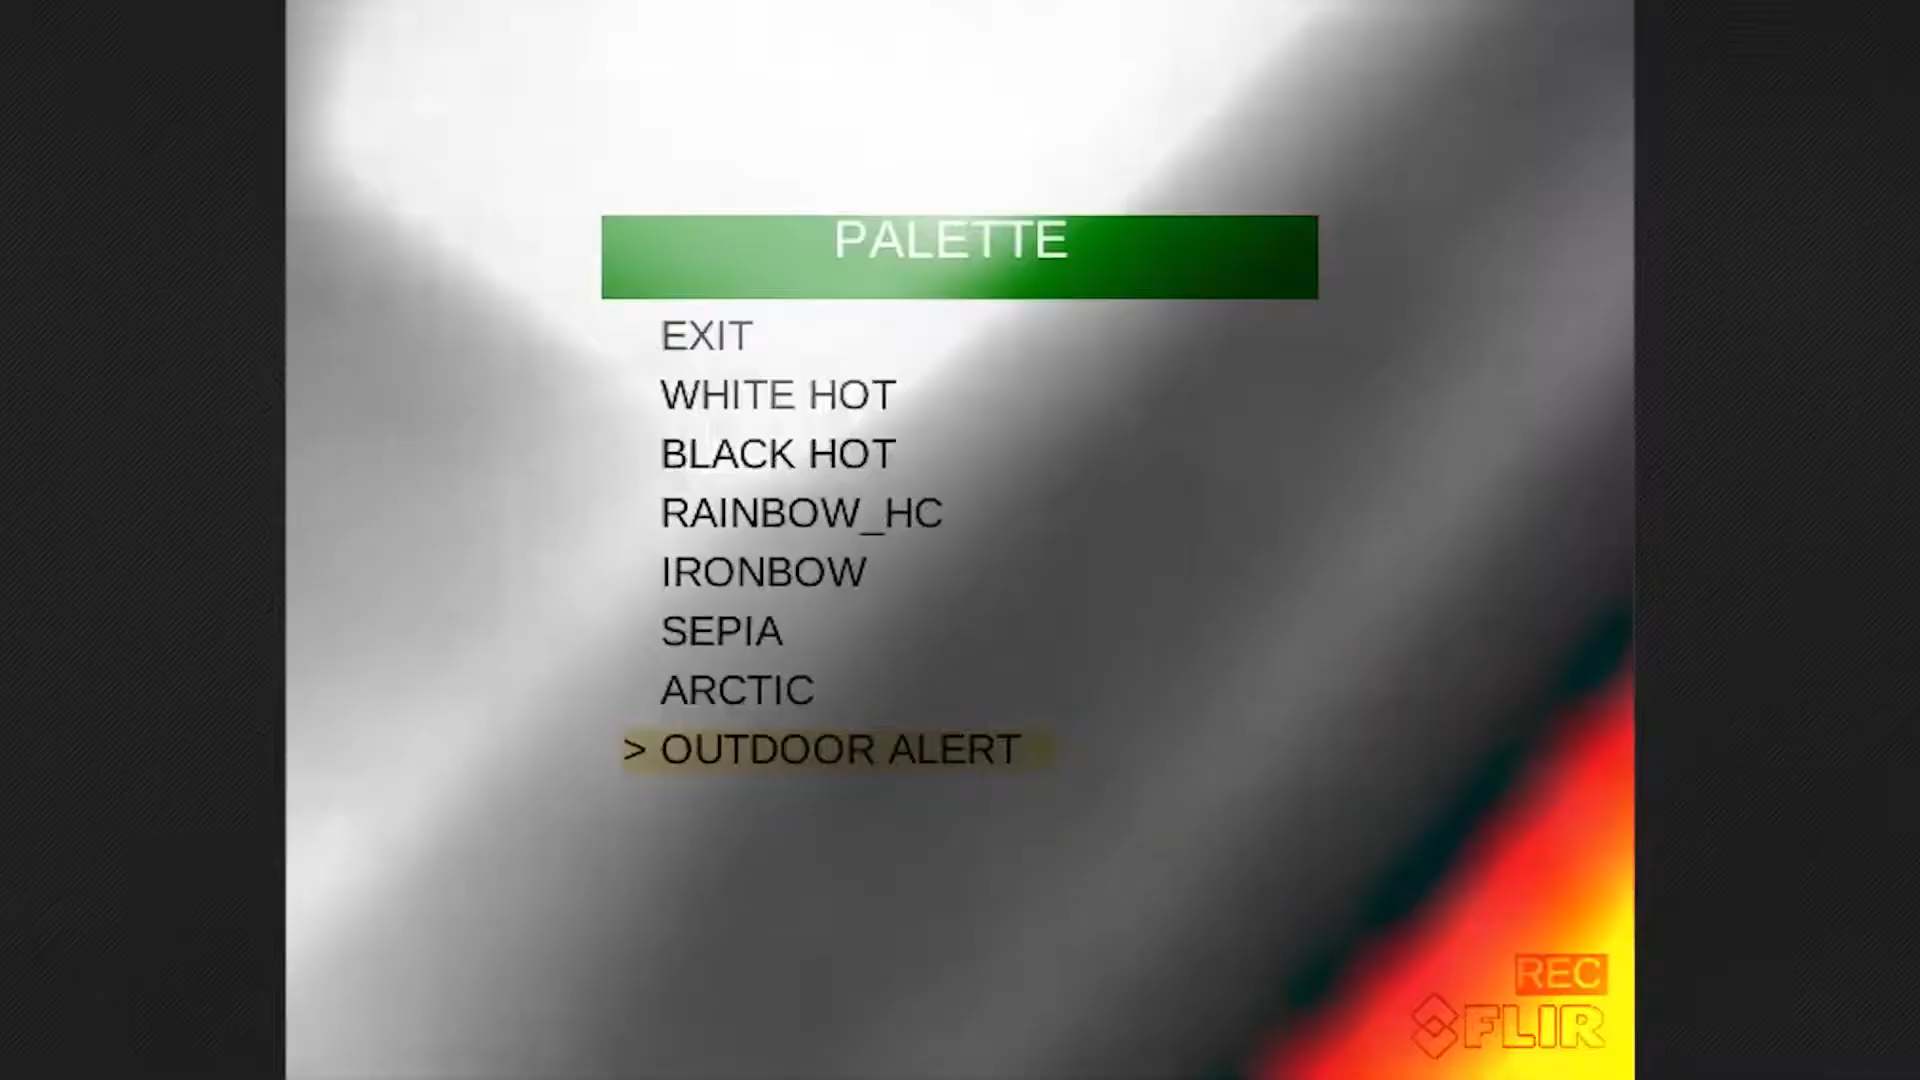 PALETTE
EXIT
WHITE HOT
BLACK HOT
RAINBOW_HC
IRONBOW
SEPIA
ARCTIC
> OUTDOOR ALERT
REC
FLIR